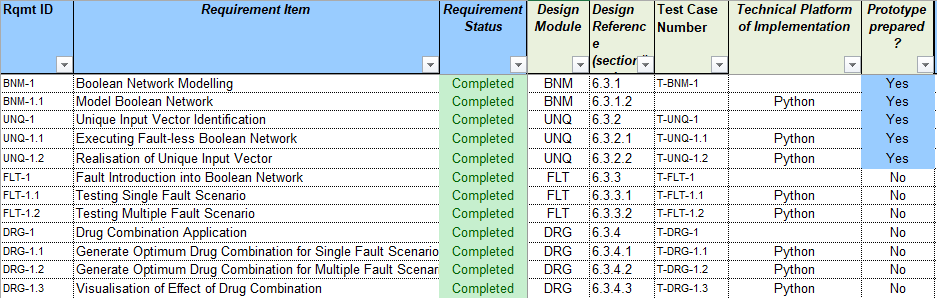 Rqmt ID Requirement Item Requirement Status Design Module Design Referenc e (section Test Case Number Technical Platform of Implementation Prototype prepared ?
BNM-1 Boolean Network Modelling Completed BNM 6.3.1 T-BNM-1 Yes
BNM-1.1 Model Boolean Network Completed BNM 6.3.1.2 Python Yes
UNQ-1 Unique Input Vector Identification Completed UNQ 6.3.2 T-UNQ-1 Yes
UNQ-1.1 Executing Fault-less Boolean Network Completed UNQ 6.3.2.1 T-UNQ-1.1 Python Yes
UNQ-1.2 Realisation of Unique Input Vector Completed UNQ 6.3.2.2 T-UNQ-1.2 Python Yes
FLT-1 Fault Introduction into Boolean Network Completed FLT 6.3.3 T-FLT-1 No
FLT-1.1 Testing Single Fault Scenario Completed FLT 6.3.3.1 T-FLT-1.1 Python No
FLT-1.2 Testing Multiple Fault Scenario Completed FLT 6.3.3.2 T-FLT-1.2 Python No
DRG-1 Drug Combination Application Completed DRG 6.3.4 T-DRG-1 No
DRG-1.1 Generate Optimum Drug Combination for Single Fault Scenario Completed DRG 6.3.4.1 T-DRG-1.1 Python No
DRG-1.2 Generate Optimum Drug Combination for Multiple Fault Scenar Completed DRG 6.3.4.2 T-DRG-1.2 Python No
DRG-1.3 Visualisation of Effect of Drug Combination Completed DRG 6.3.4.3 T-DRG-1.3 Python No